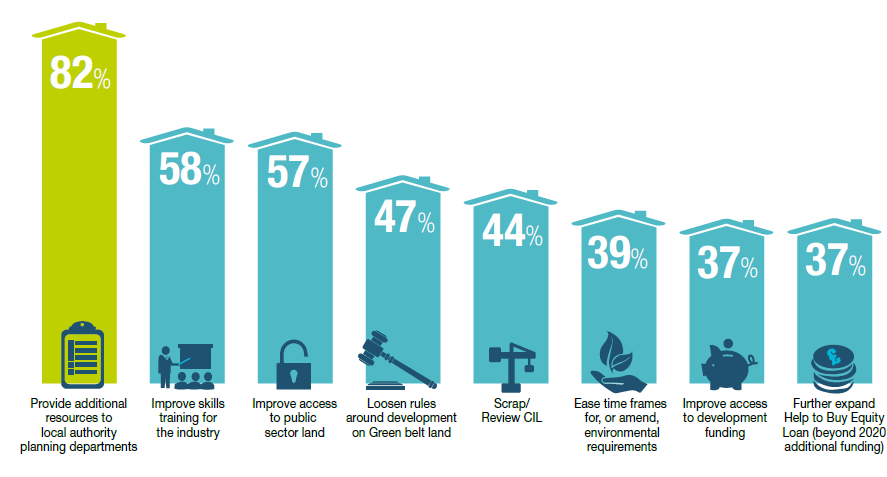 82%
58%
57%
47%
44%
39%
37%
37%
£
Provide additional
resources to
local authority
planning departments
Improve skills
training for
the industry
Improve access
to public
sector land
Loosen rules
around development
on Green belt land
Scrap/
Review CIL
Ease time frames
for, or amend,
environmental
requirements
Improve access
to development
funding
Further expand
Help to Buy Equity
Loan (beyond 2020
additional funding)